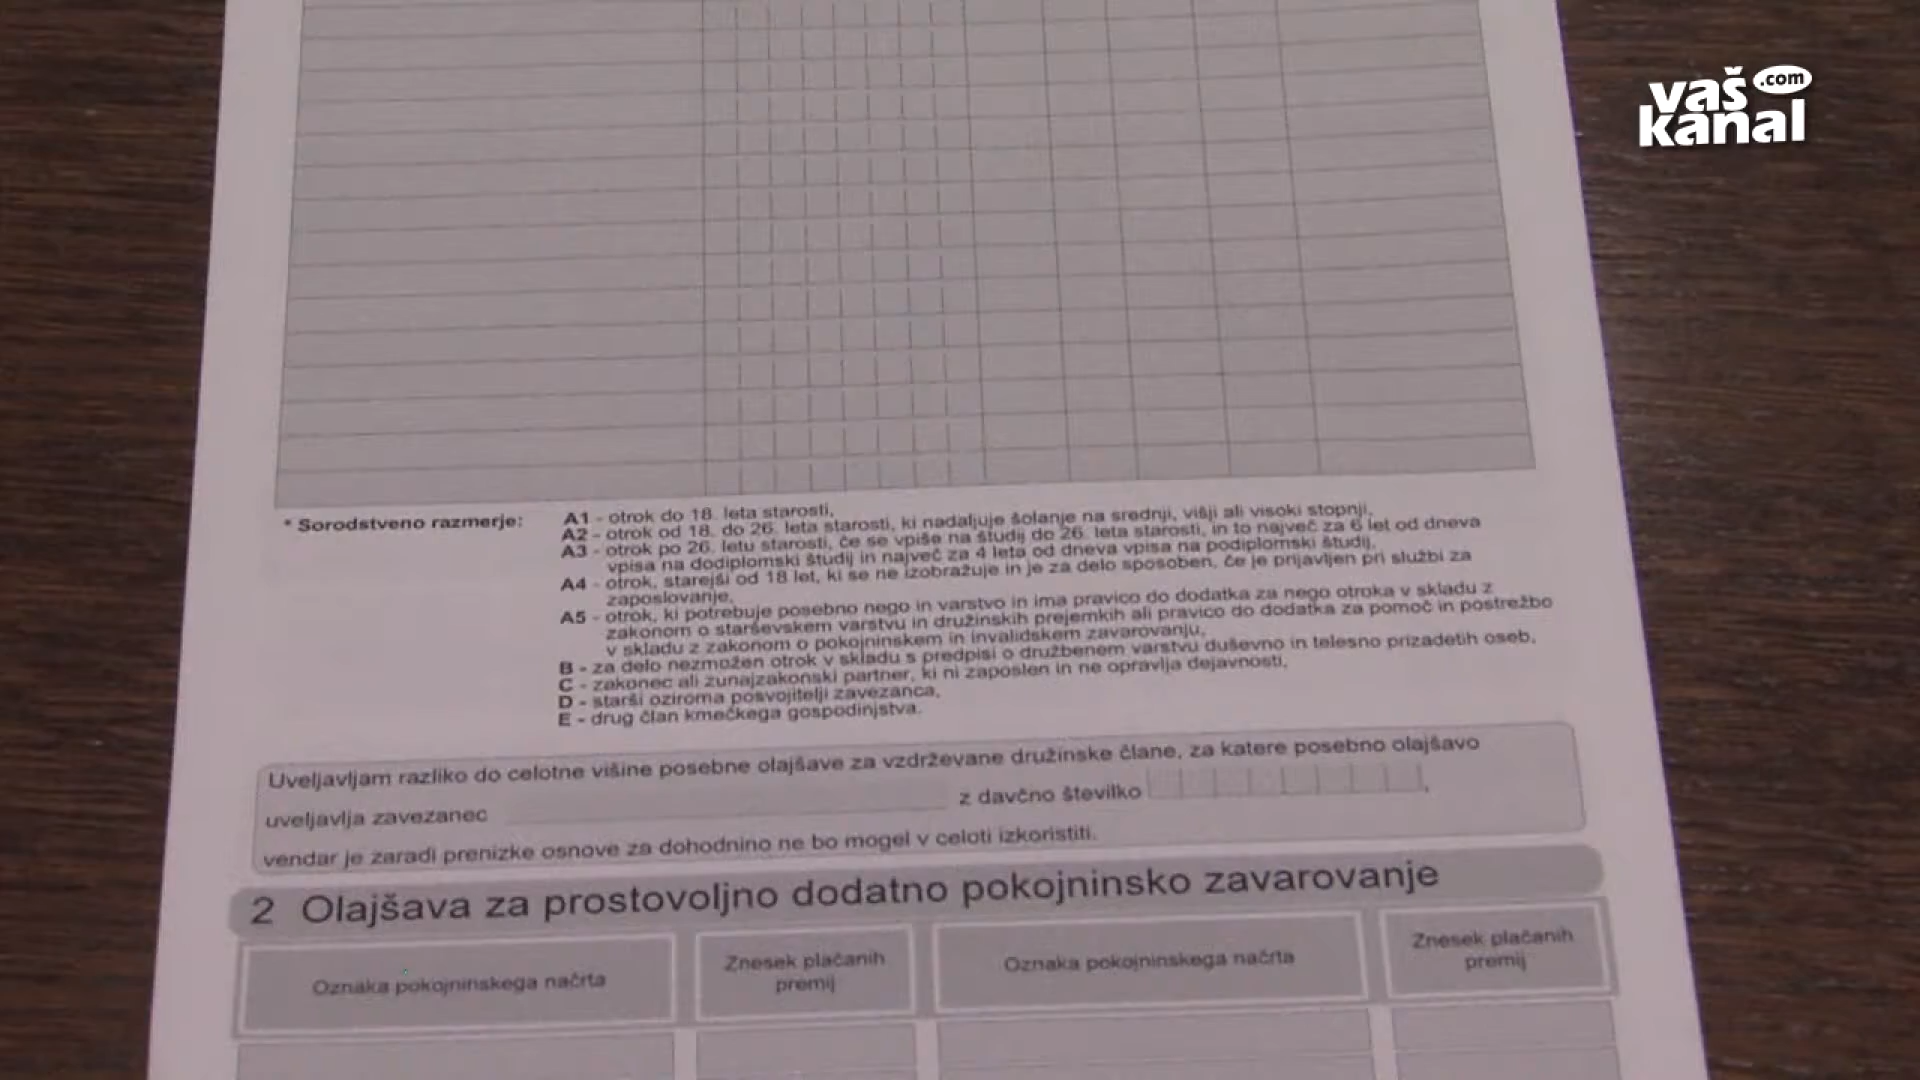 vaš .com
kanal
* Sorodstveno razmerje:
A1 - otrok do 18. leta starosti,
A2 - otrok od 18. do 26. leta starosti, ki nadaljuje šolanje na srednji, višji ali visoki stopnji,
A3 - otrok po 26. letu starosti, če se vpiše na študij do 26. leta starosti, in to največ za 6 let od dneva
vpisa na dodiplomski študij in največ za 4 leta od dneva vpisa na podiplomski študij,
A4 - otrok, starejši od 18 let, ki se ne izobražuje in je za delo sposoben, če je prijavljen pri službi za
zaposlovanje,
A5 - otrok, ki potrebuje posebno nego in varstvo in ima pravico do dodatka za nego otroka v skladu z
zakonom o starševskem varstvu in družinskih prejemkih ali pravico do dodatka za pomoč in postrežbo
v skladu z zakonom o pokojninskem in invalidskem zavarovanju,
B - za delo nezmožen otrok v skladu s predpisi o družbenem varstvu duševno in telesno prizadetih oseb,
C - zakonec ali zunajzakonski partner, ki ni zaposlen in ne opravlja dejavnosti,
D - starši oziroma posvojitelji zavezanca,
E - drug član kmečkega gospodinjstva.
Uveljavljam razliko do celotne višine posebne olajšave za vzdrževane družinske člane, za katere posebno olajšavo
uveljavlja zavezanec z davčno številko ,
vendar je zaradi prenizke osnove za dohodnino ne bo mogel v celoti izkoristiti.
2 Olajšava za prostovoljno dodatno pokojninsko zavarovanje
Oznaka pokojninskega načrta
Znesek plačanih
premij
Oznaka pokojninskega načrta
Znesek plačanih
premij